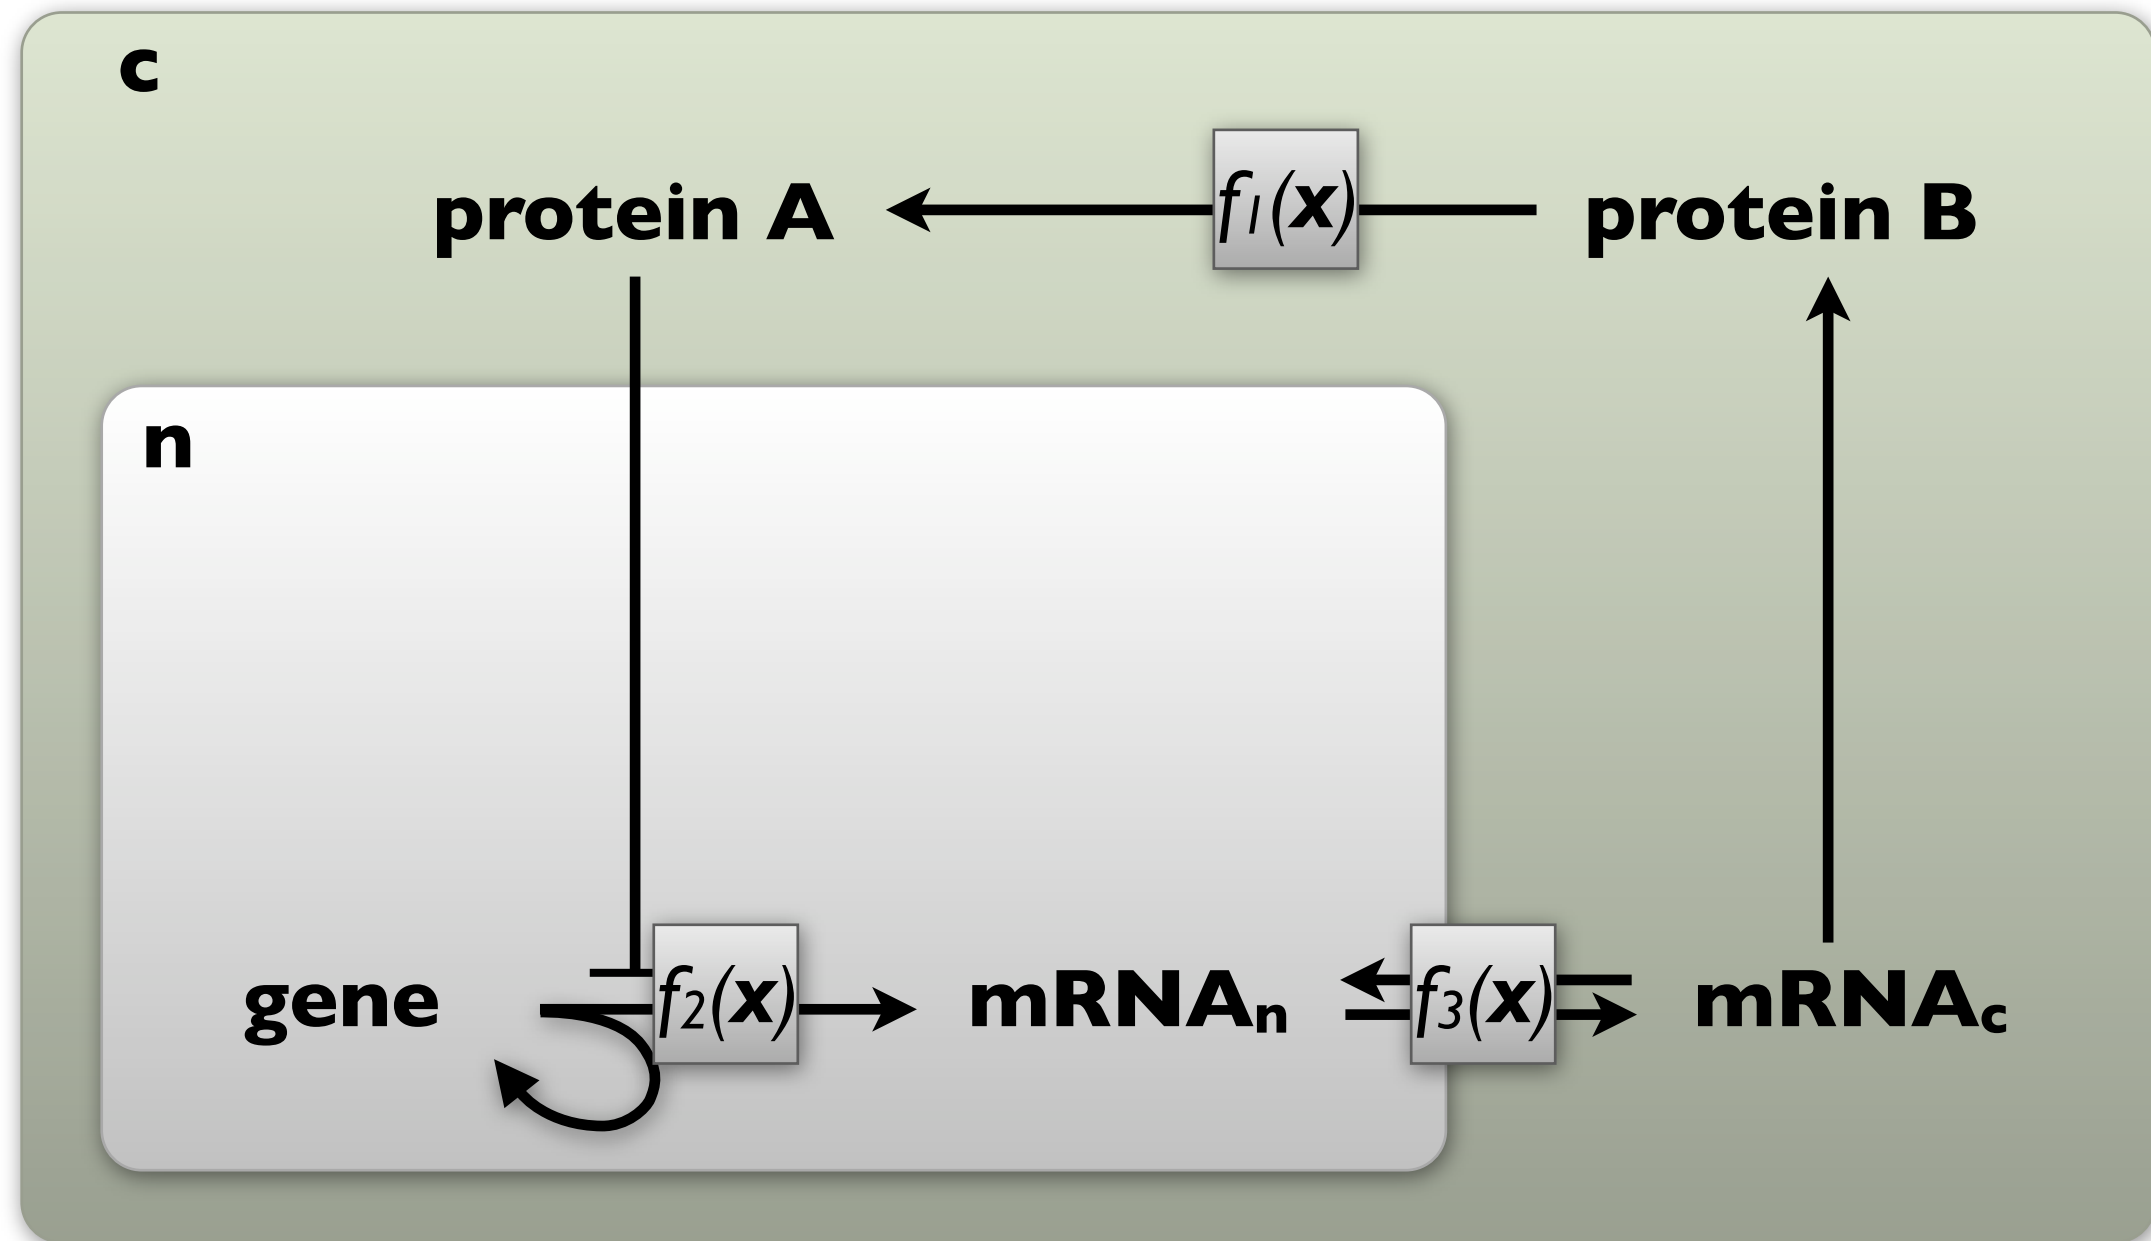 c
f1(x)
protein A
protein B
n
gene
f2(x)
mRNAn
f3(x)
mRNAc